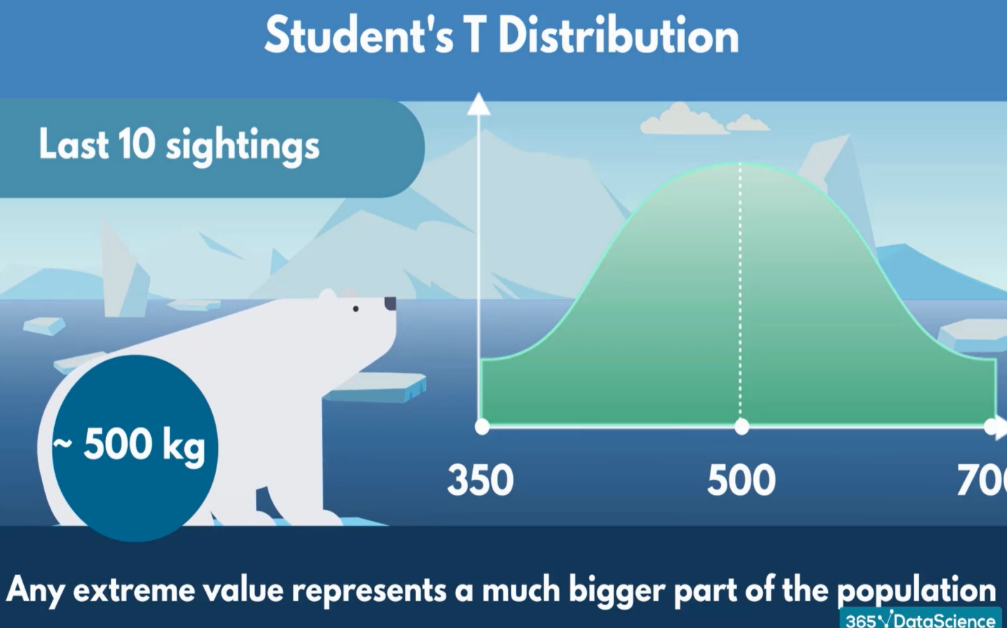 Student's T Distribution
Last 10 sightings
~ 500 kg
350 500 700
Any extreme value represents a much bigger part of the population
365 DataScience